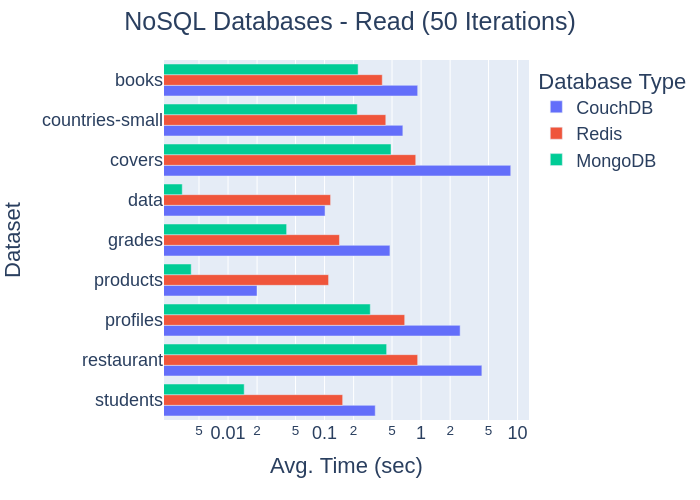 NoSQL Databases - Read (50 Iterations)
Database Type
CouchDB
Redis
MongoDB
Dataset
books
countries-small
covers
data
grades
products
profiles
restaurant
students
5 0.01 2 5 0.1 2 5 1 2 5 10
Avg. Time (sec)